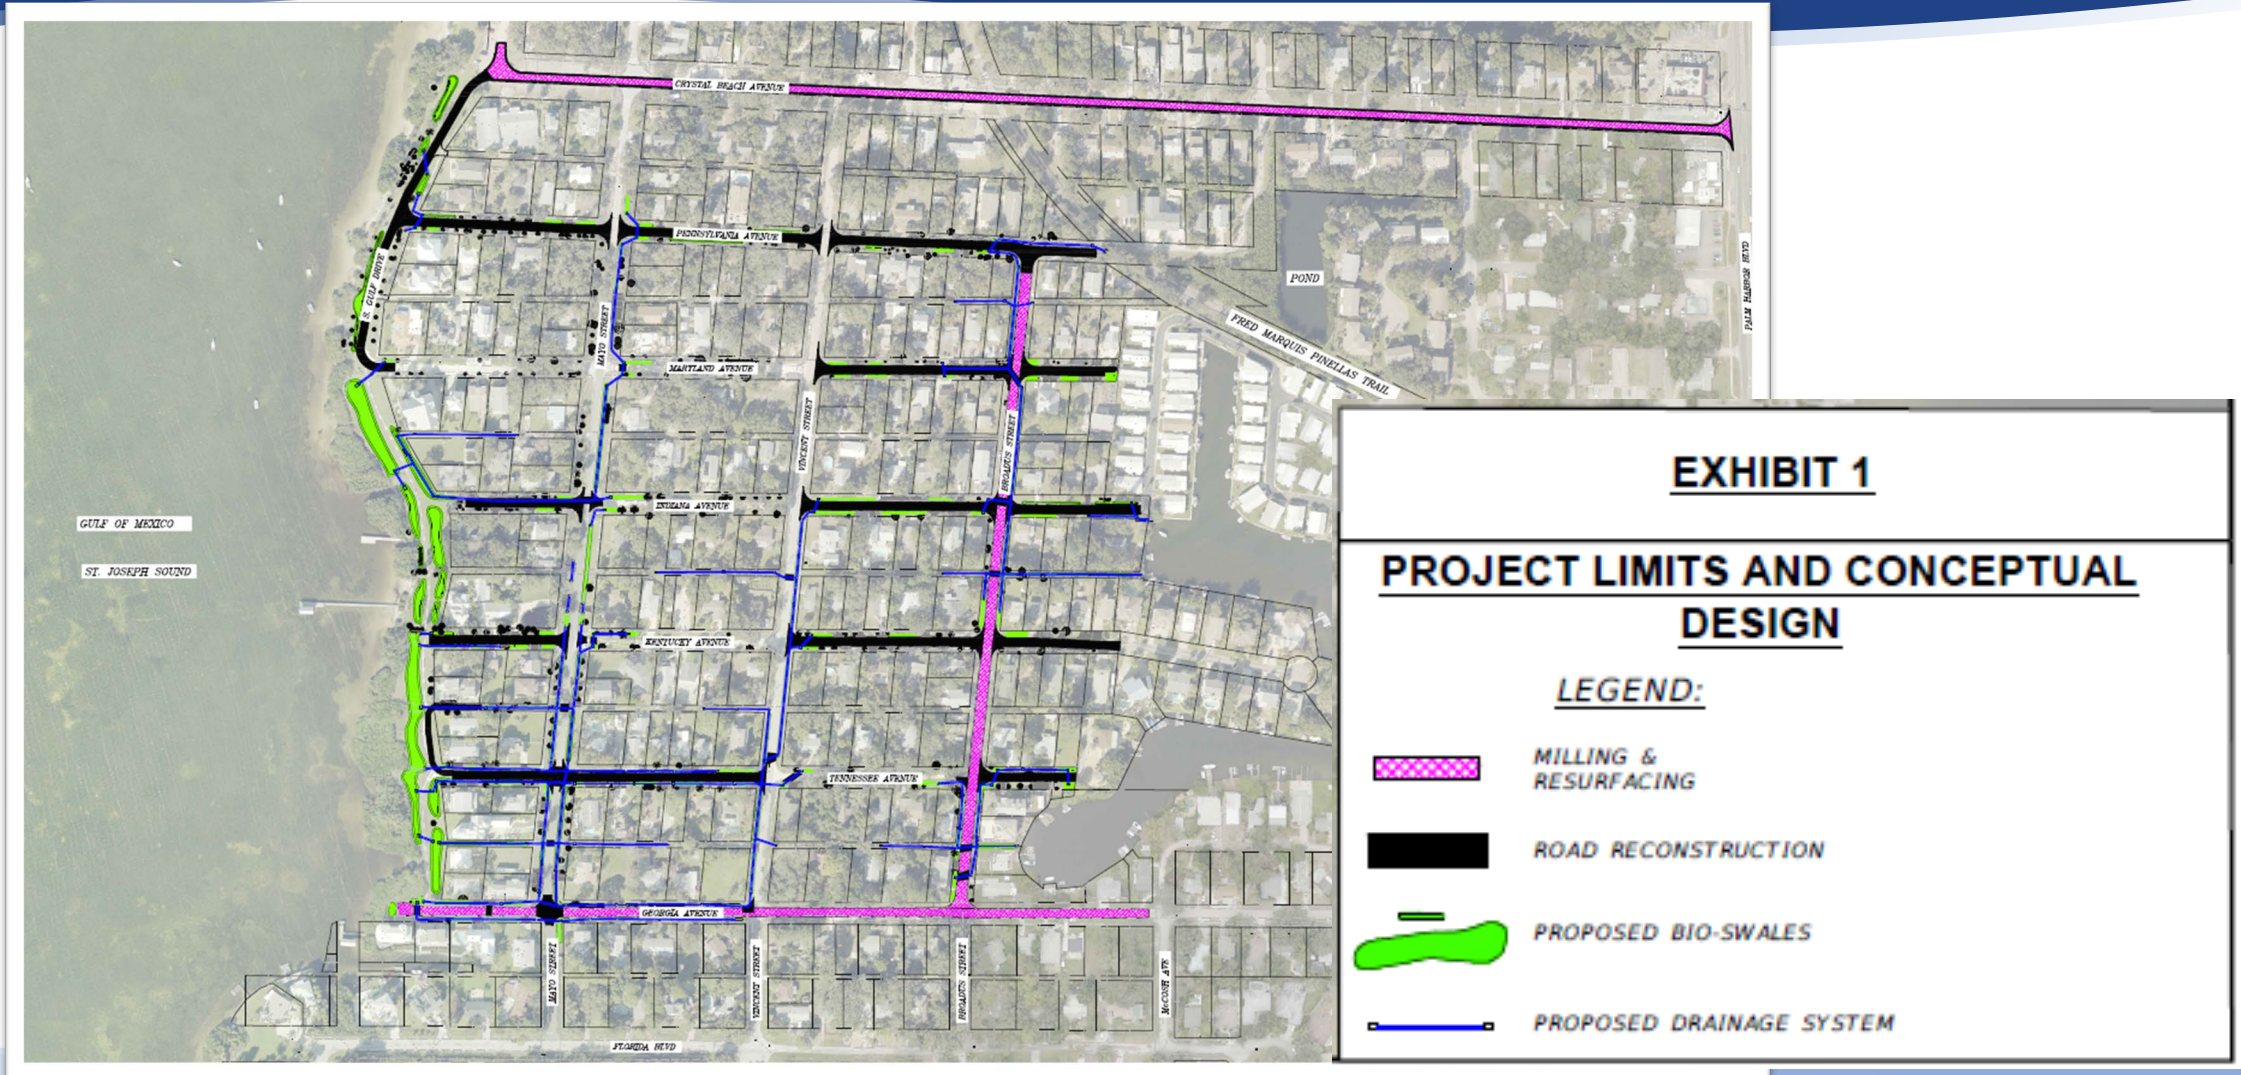 CRYSTAL BEACH AVENUE
PENNSYLVANIA AVENUE
S. GULF DRIVE
MAYO STREET
MARYLAND AVENUE
POND
PALM HARBOR BLVD
FRED MARQUIS PINELLAS TRAIL
VINCENT STREET
BROADUS STREET
INDIANA AVENUE
GULF OF MEXICO
ST. JOSEPH SOUND
KENTUCKY AVENUE
TENNESSEE AVENUE
GEORGIA AVENUE
MAYO STREET
VINCENT STREET
BROADUS STREET
McCOSH AVE
FLORIDA BLVD
EXHIBIT 1
PROJECT LIMITS AND CONCEPTUAL
DESIGN
LEGEND:
MILLING &
RESURFACING
ROAD RECONSTRUCTION
PROPOSED BIO-SWALES
PROPOSED DRAINAGE SYSTEM